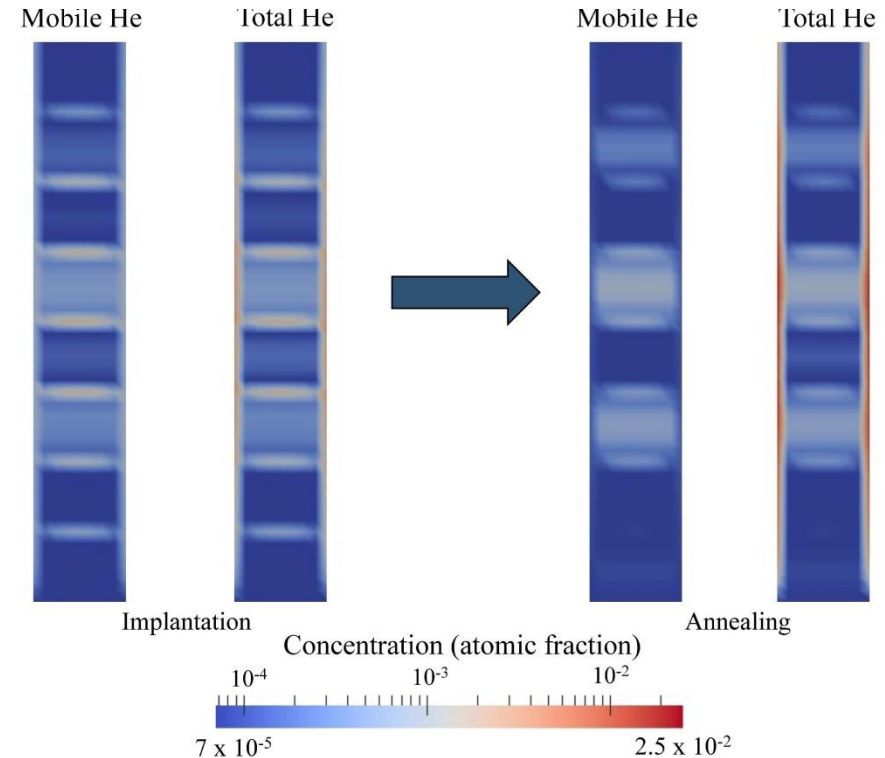 Mobile He Total He Mobile He Total He
Implantation Annealing
Concentration (atomic fraction)
10-4 10-3 10-2
7 x 10-5 2.5 x 10-2